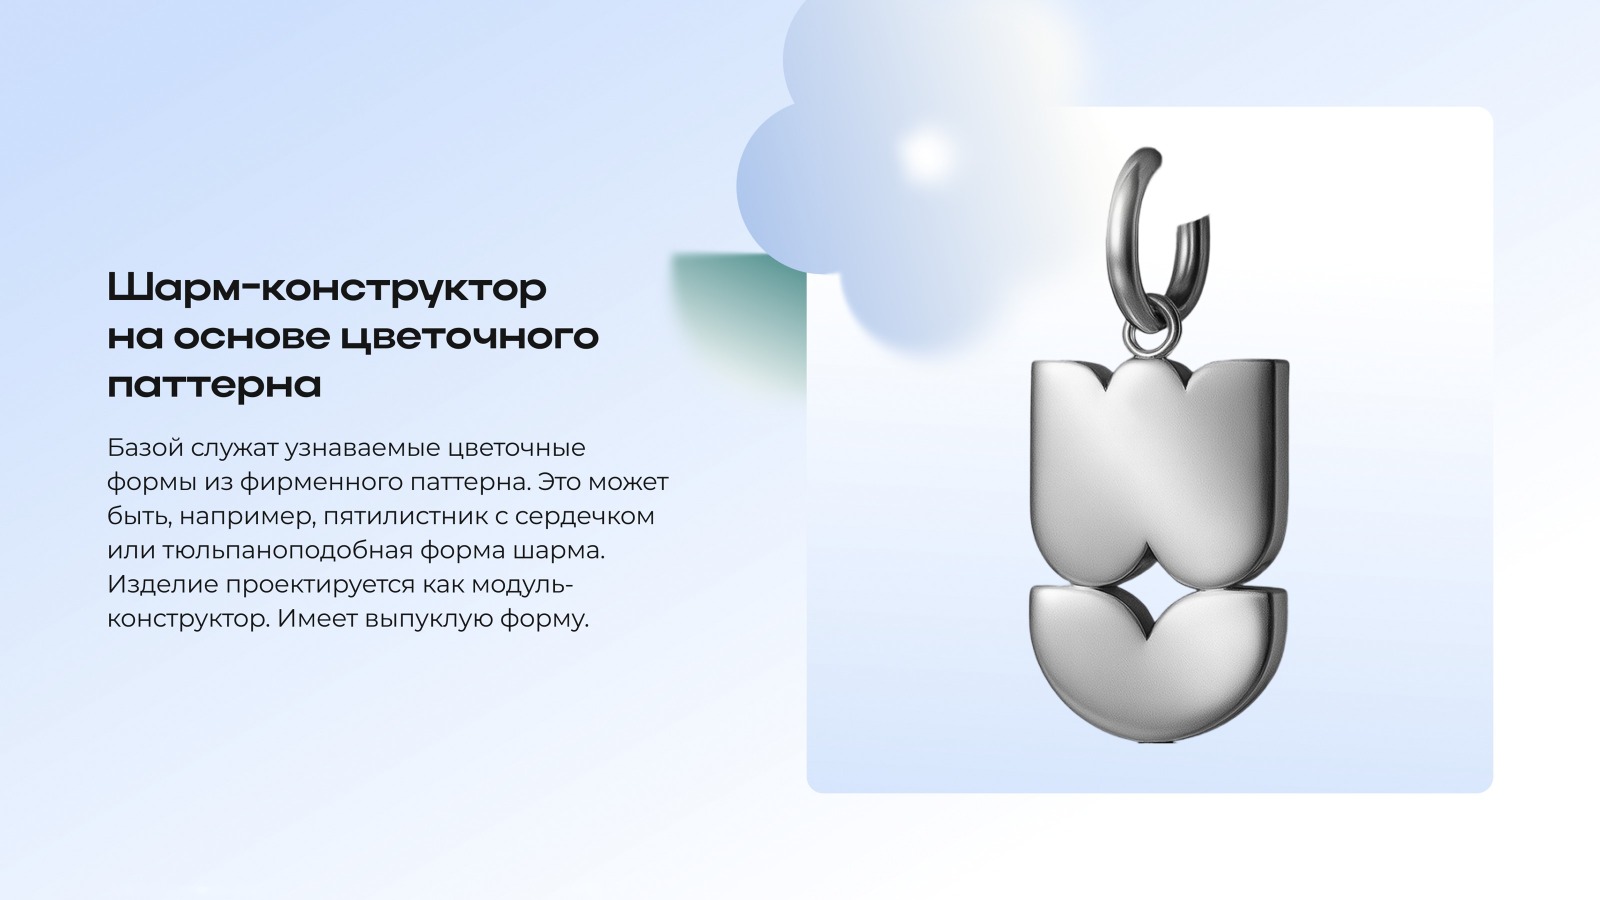 Шарм-конструктор
на основе цветочного
паттерна
Базой служат узнаваемые цветочные
формы из фирменного паттерна. Это может
быть, например, пятилистник с сердечком
или тюльпаноподобная форма шарма.
Изделие проектируется как модуль-
конструктор. Имеет выпуклую форму.